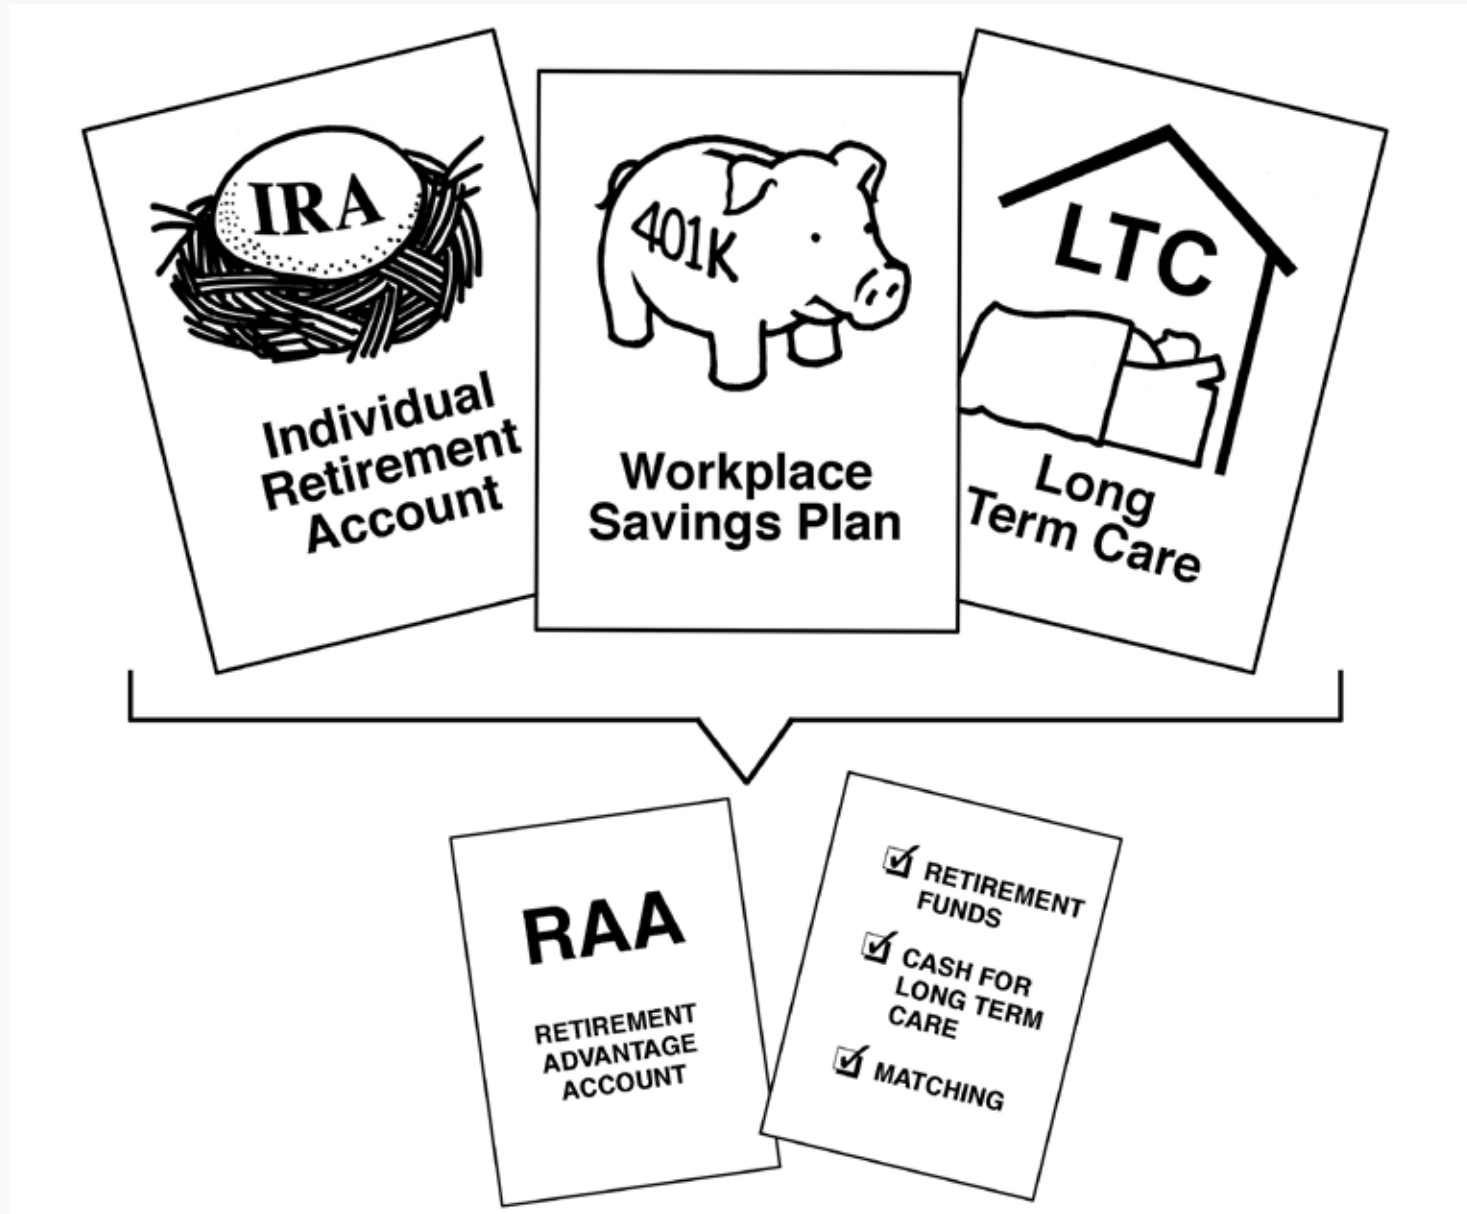 IRA
Individual
Retirement
Account
401K
Workplace
Savings Plan
LTC
Long
Term Care
RAA
RETIREMENT
ADVANTAGE
ACCOUNT
RETIREMENT
FUNDS
CASH FOR
LONG TERM
CARE
MATCHING